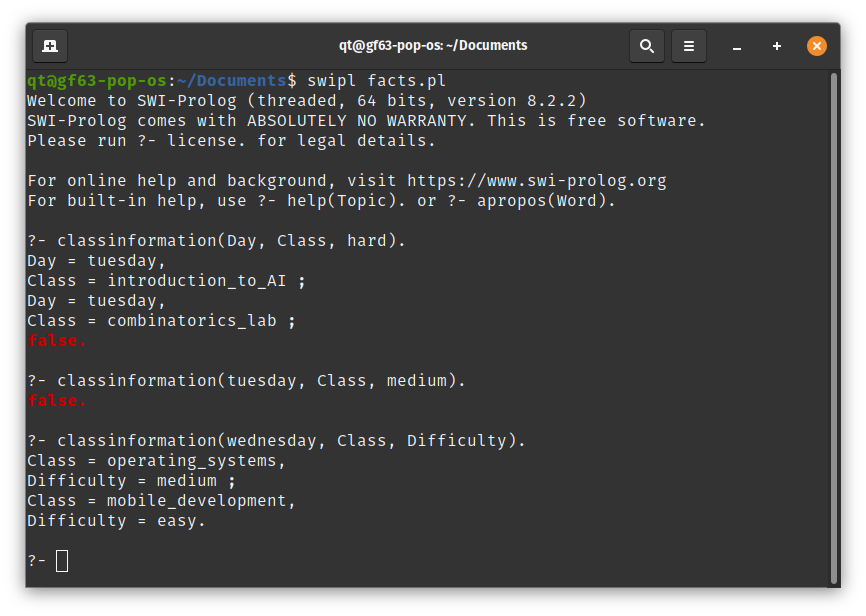 qt@gf63-pop-os: ~/Documents
qt@gf63-pop-os:~/Documents$ swipl facts.pl
Welcome to SWI-Prolog (threaded, 64 bits, version 8.2.2)
SWI-Prolog comes with ABSOLUTELY NO WARRANTY. This is free software.
Please run ?- license. for legal details.

For online help and background, visit https://www.swi-prolog.org
For built-in help, use ?- help(Topic). or ?- apropos(Word).

?- classinformation(Day, Class, hard).
Day = tuesday,
Class = introduction_to_AI ;
Day = tuesday,
Class = combinatorics_lab ;
false.

?- classinformation(tuesday, Class, medium).
false.

?- classinformation(wednesday, Class, Difficulty).
Class = operating_systems,
Difficulty = medium ;
Class = mobile_development,
Difficulty = easy.

?-